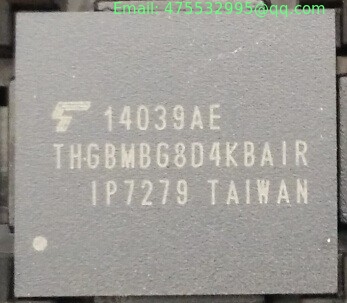 Email: 475532995@qq.com
14039AE
THGBMBG8D4KBAIR
IP7279 TAIWAN